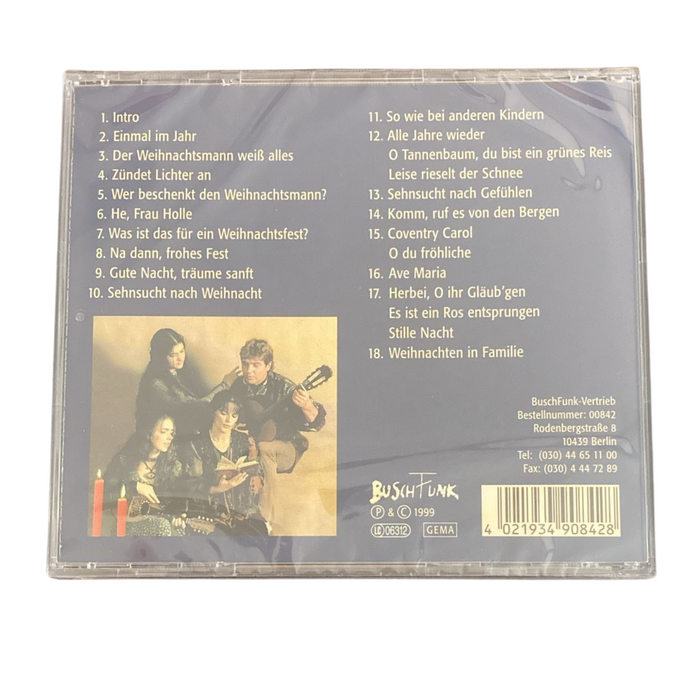 1. Intro
2. Einmal im Jahr
3. Der Weihnachtsmann weiß alles
4. Zündet Lichter an
5. Wer beschenkt den Weihnachtsmann?
6. He, Frau Holle
7. Was ist das für ein Weihnachtsfest?
8. Na dann, frohes Fest
9. Gute Nacht, träume sanft
10. Sehnsucht nach Weihnacht
11. So wie bei anderen Kindern
12. Alle Jahre wieder
O Tannenbaum, du bist ein grünes Reis
Leise rieselt der Schnee
13. Sehnsucht nach Gefühlen
14. Komm, ruf es von den Bergen
15. Coventry Carol
O du fröhliche
16. Ave Maria
17. Herbei, O ihr Gläub'gen
Es ist ein Ros entsprungen
Stille Nacht
18. Weihnachten in Familie
BuschFunk-Vertrieb
Bestellnummer: 00842
Rodenbergstraße 8
10439 Berlin
Tel: (030) 44 65 11 00
Fax: (030) 4 44 72 89
BUSCHFUNK
P & C 1999
LC 06312 GEMA
4 021934 908428